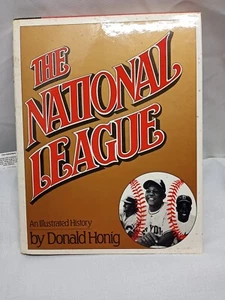 THE
NATIONAL
LEAGUE
An Illustrated History
by Donald Honig